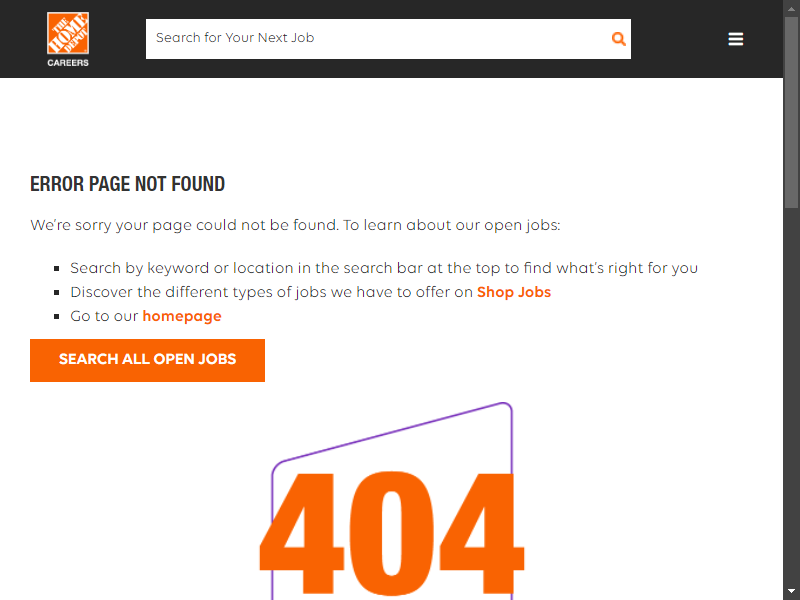 THE HOME DEPOT
CAREERS
Search for Your Next Job
ERROR PAGE NOT FOUND
We're sorry your page could not be found. To learn about our open jobs:
Search by keyword or location in the search bar at the top to find what's right for you
Discover the different types of jobs we have to offer on Shop Jobs
Go to our homepage
SEARCH ALL OPEN JOBS
404